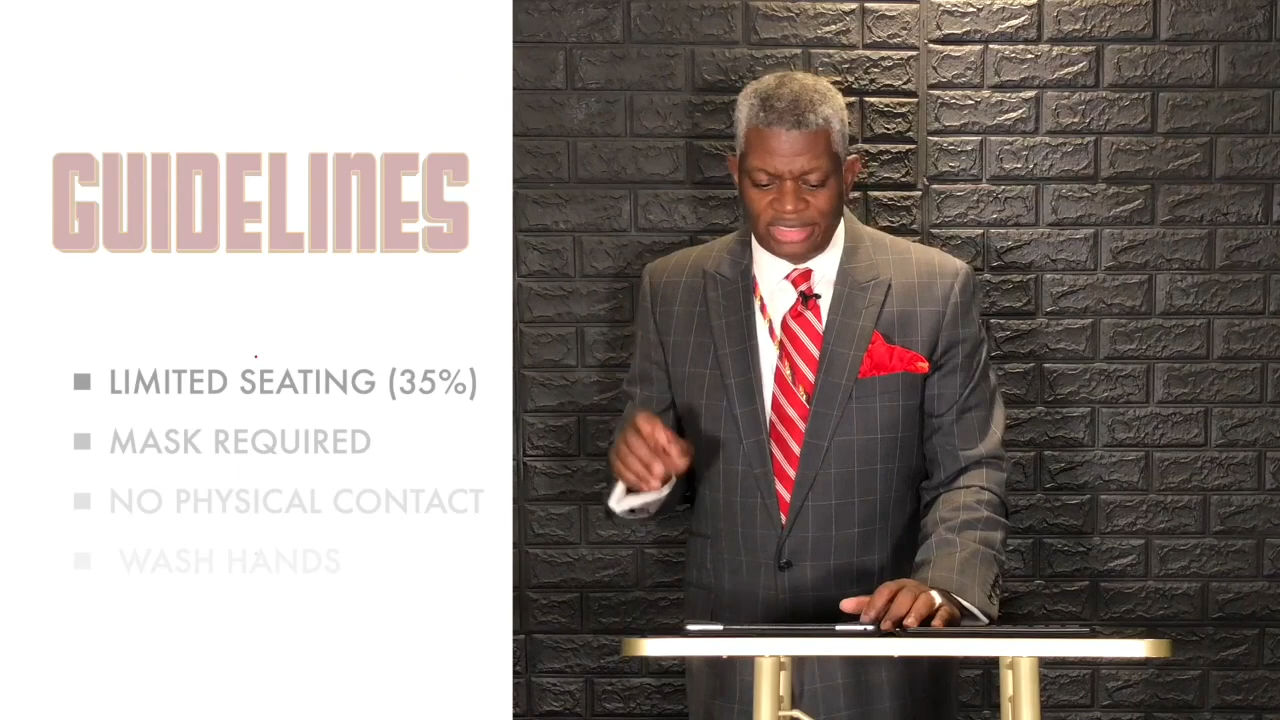 GUIDELINES
LIMITED SEATING (35%)
MASK REQUIRED
NO PHYSICAL CONTACT
WASH HANDS